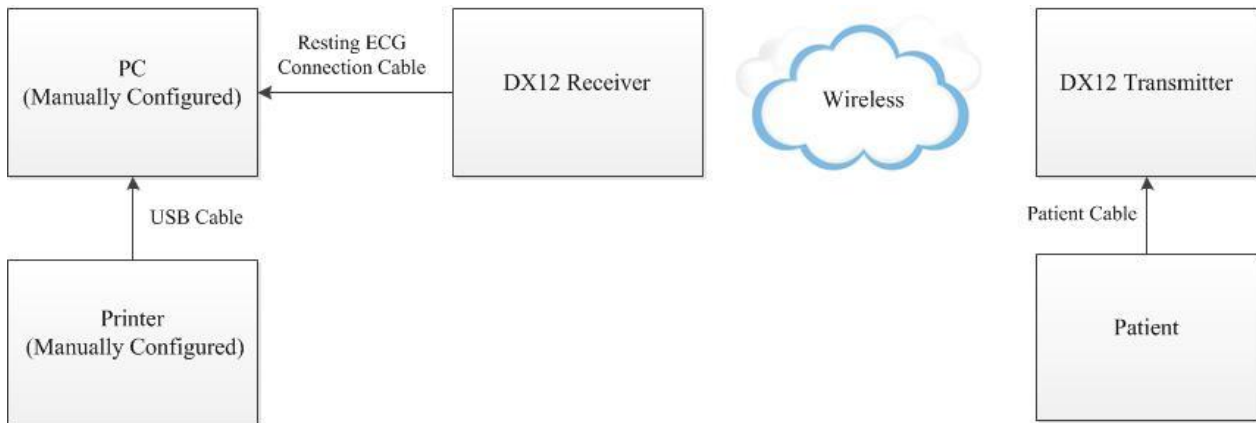 PC
(Manually Configured)
Resting ECG
Connection Cable
DX12 Receiver
Wireless
DX12 Transmitter
USB Cable
Patient Cable
Printer
(Manually Configured)
Patient